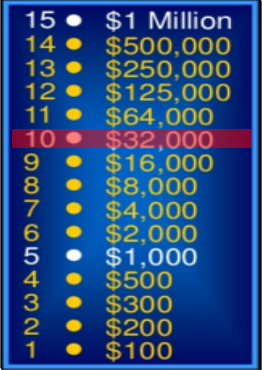 15 ● $1 Million
14 ● $500,000
13 ● $250,000
12 ● $125,000
11 ● $64,000
10 ● $32,000
9 ● $16,000
8 ● $8,000
7 ● $4,000
6 ● $2,000
5 ● $1,000
4 ● $500
3 ● $300
2 ● $200
1 ● $100